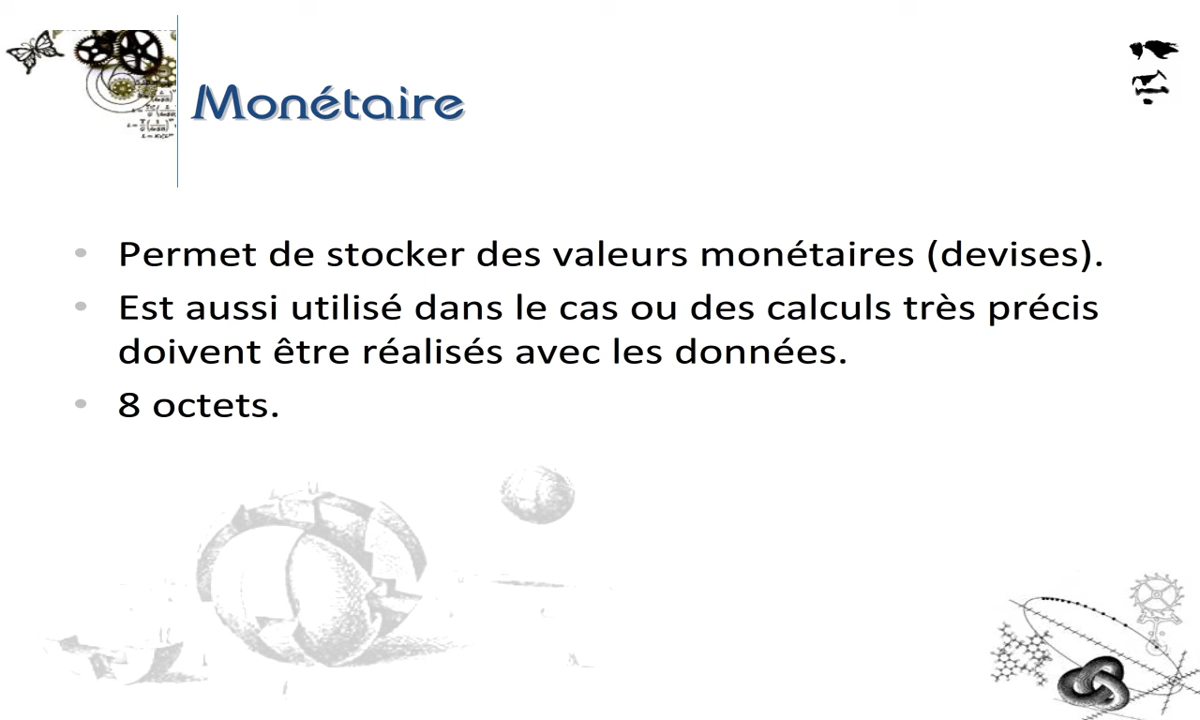 Monétaire
• Permet de stocker des valeurs monétaires (devises).
• Est aussi utilisé dans le cas ou des calculs très précis
doivent être réalisés avec les données.
• 8 octets.